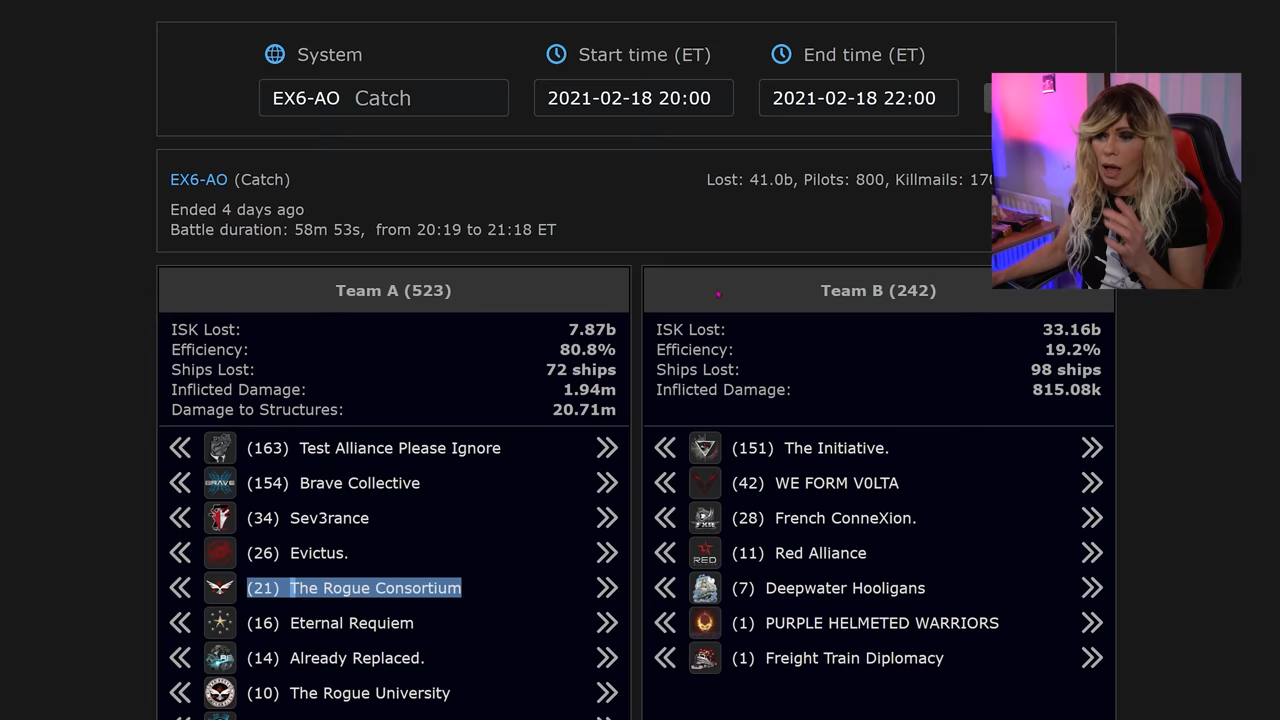 System
Start time (ET)
End time (ET)
EX6-AO Catch
2021-02-18 20:00
2021-02-18 22:00
EX6-AO (Catch)
Lost: 41.0b, Pilots: 800, Killmails:
Ended 4 days ago
Battle duration: 58m 53s, from 20:19 to 21:18 ET
Team A (523)
ISK Lost: 7.87b
Efficiency: 80.8%
Ships Lost: 72 ships
Inflicted Damage: 1.94m
Damage to Structures: 20.71m
(163) Test Alliance Please Ignore
(154) Brave Collective
(34) Sev3rance
(26) Evictus.
(21) The Rogue Consortium
(16) Eternal Requiem
(14) Already Replaced.
(10) The Rogue University
Team B (242)
ISK Lost: 33.16b
Efficiency: 19.2%
Ships Lost: 98 ships
Inflicted Damage: 815.08k
(151) The Initiative.
(42) WE FORM V0LTA
(28) French ConneXion.
(11) Red Alliance
(7) Deepwater Hooligans
(1) PURPLE HELMETED WARRIORS
(1) Freight Train Diplomacy
BRAVE
RED